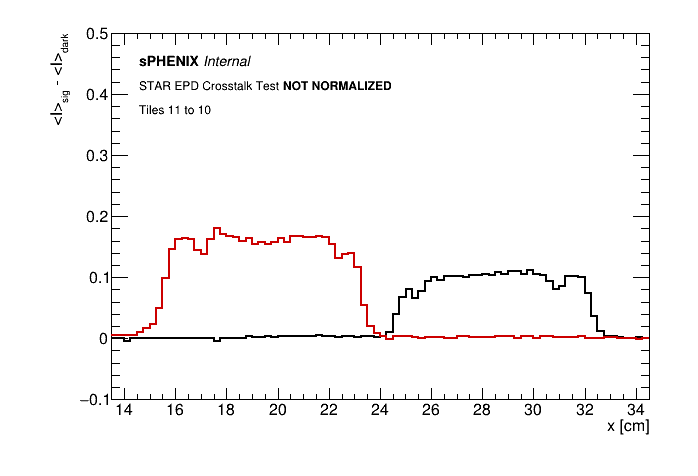 0.5
0.4
0.3
0.2
0.1
0
−0.1
<I>sig - <I>dark
sPHENIX Internal
STAR EPD Crosstalk Test NOT NORMALIZED
Tiles 11 to 10
14 16 18 20 22 24 26 28 30 32 34
x [cm]